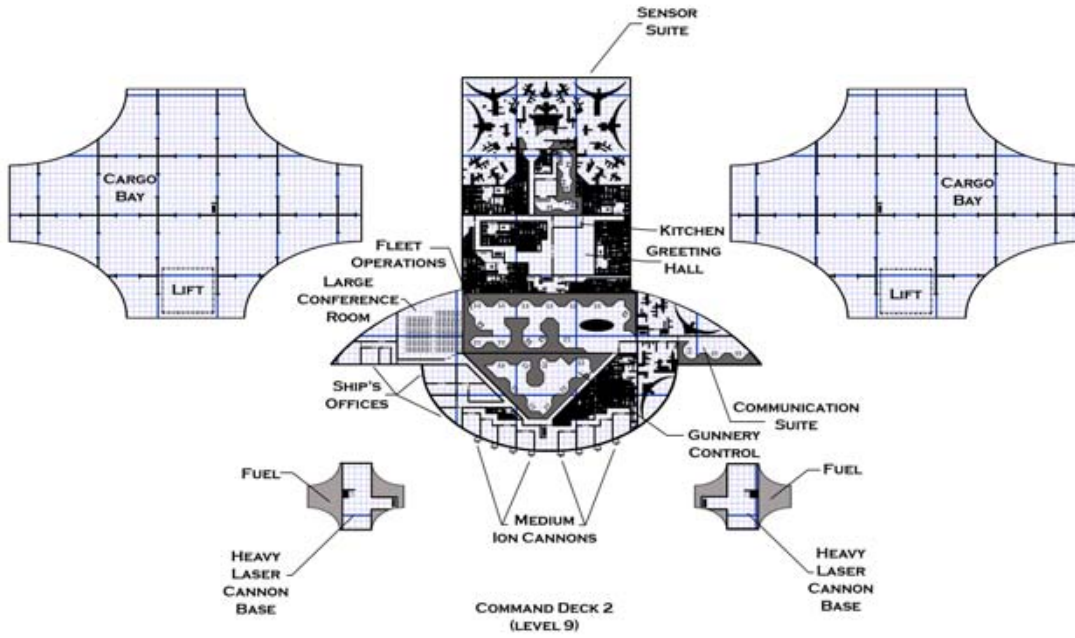 SENSOR
SUITE
CARGO
BAY
CARGO
BAY
KITCHEN
GREETING
HALL
FLEET
OPERATIONS
LARGE
CONFERENCE
ROOM
LIFT
LIFT
SHIP'S
OFFICES
COMMUNICATION
SUITE
GUNNERY
CONTROL
FUEL
FUEL
MEDIUM
ION CANNONS
HEAVY
LASER
CANNON
BASE
HEAVY
LASER
CANNON
BASE
COMMAND DECK 2
(LEVEL 9)